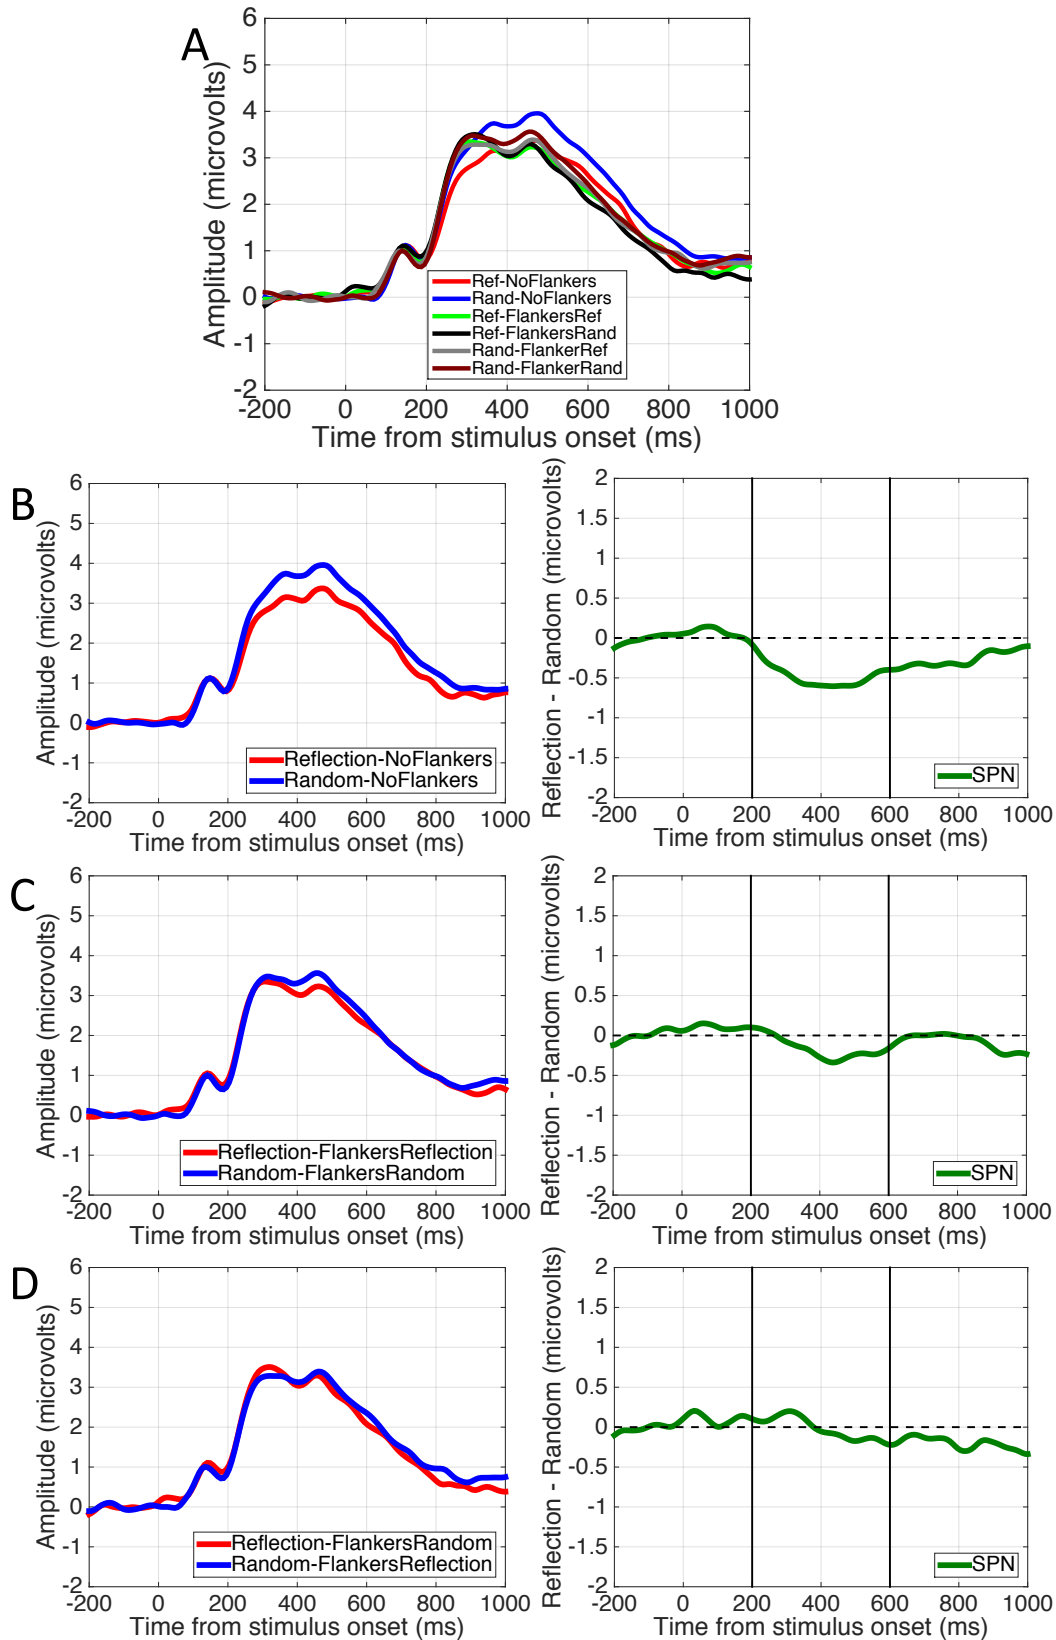 A
Amplitude (microvolts)
6
5
4
3
2
1
0
-1
-2
Ref-NoFlankers
Rand-NoFlankers
Ref-FlankersRef
Ref-FlankersRand
Rand-FlankerRef
Rand-FlankerRand
-200 0 200 400 600 800 1000
Time from stimulus onset (ms)
B
Amplitude (microvolts)
6
5
4
3
2
1
0
-1
-2
Reflection-NoFlankers
Random-NoFlankers
-200 0 200 400 600 800 1000
Time from stimulus onset (ms)
Reflection - Random (microvolts)
2
1.5
1
0.5
0
-0.5
-1
-1.5
-2
SPN
-200 0 200 400 600 800 1000
Time from stimulus onset (ms)
C
Amplitude (microvolts)
6
5
4
3
2
1
0
-1
-2
Reflection-FlankersReflection
Random-FlankersRandom
-200 0 200 400 600 800 1000
Time from stimulus onset (ms)
Reflection - Random (microvolts)
2
1.5
1
0.5
0
-0.5
-1
-1.5
-2
SPN
-200 0 200 400 600 800 1000
Time from stimulus onset (ms)
D
Amplitude (microvolts)
6
5
4
3
2
1
0
-1
-2
Reflection-FlankersRandom
Random-FlankersReflection
-200 0 200 400 600 800 1000
Time from stimulus onset (ms)
Reflection - Random (microvolts)
2
1.5
1
0.5
0
-0.5
-1
-1.5
-2
SPN
-200 0 200 400 600 800 1000
Time from stimulus onset (ms)